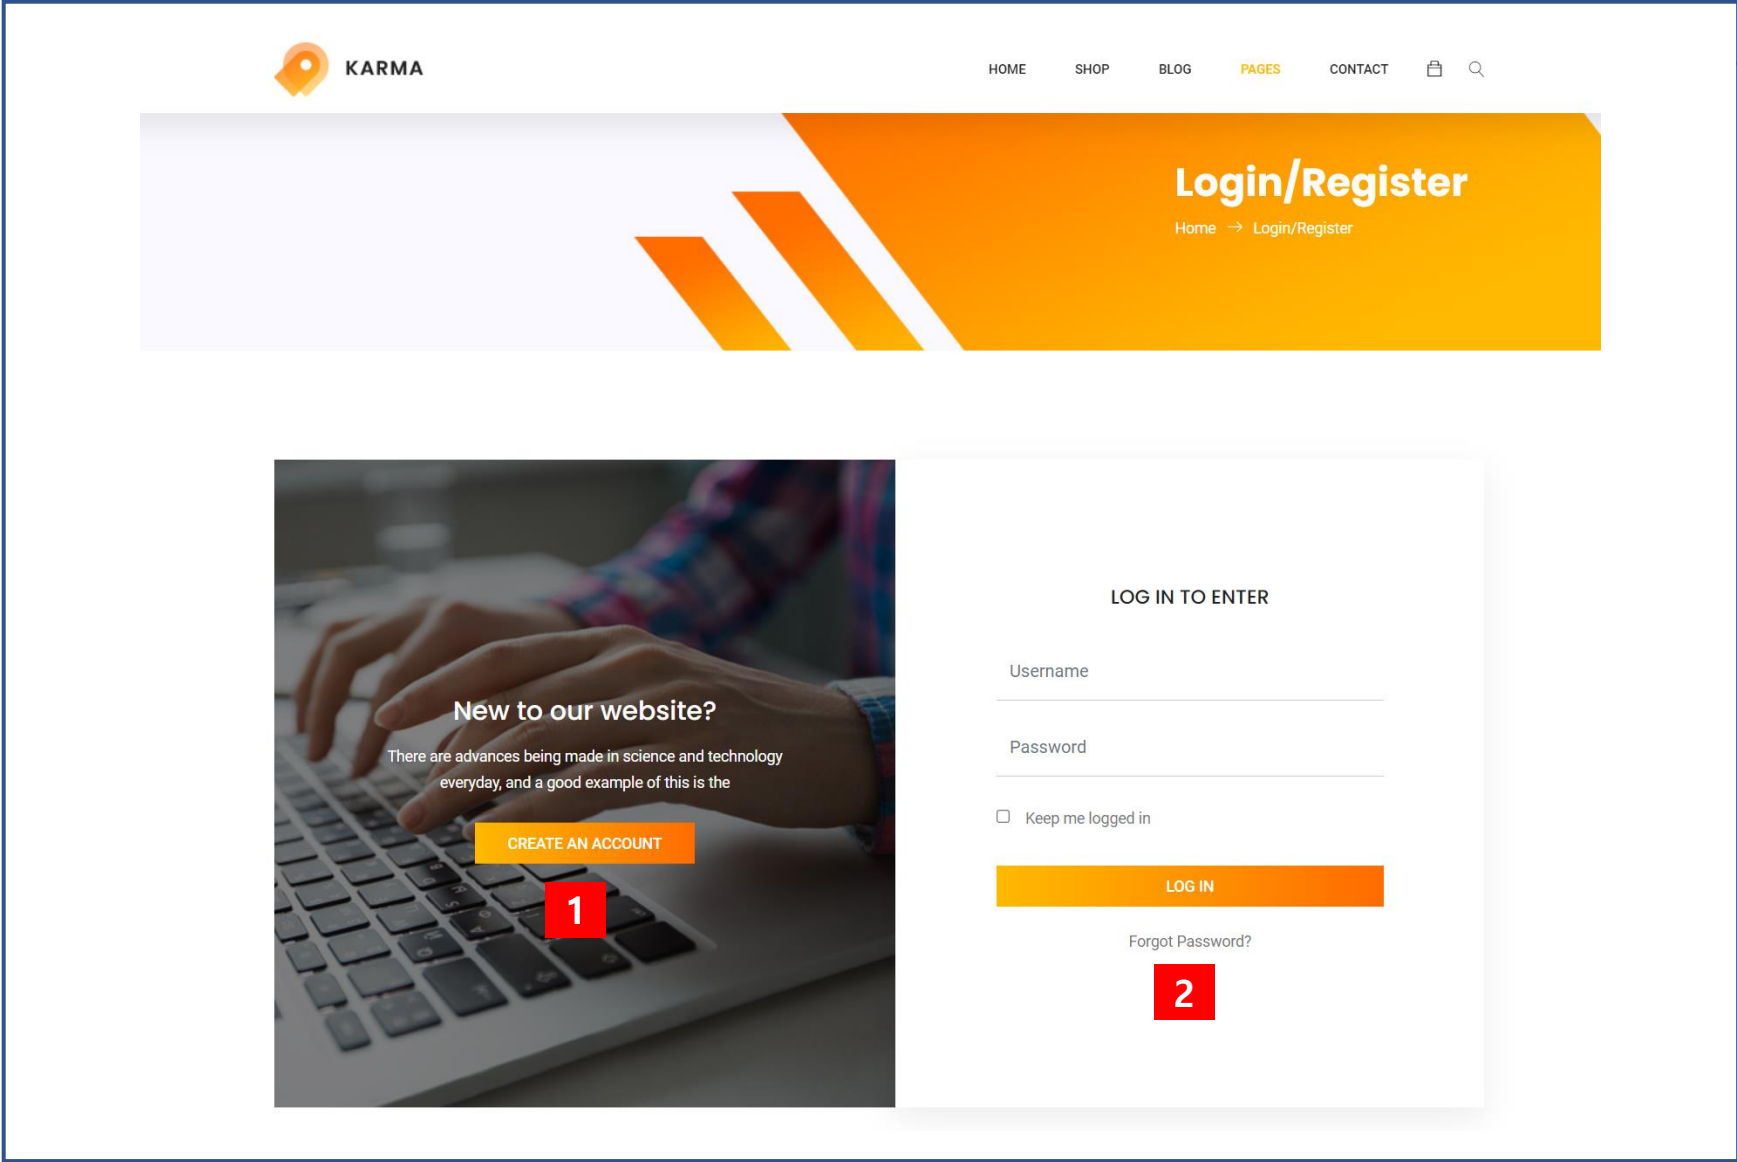 KARMA
HOME SHOP BLOG PAGES CONTACT
Login/Register
Home → Login/Register
New to our website?
There are advances being made in science and technology
everyday, and a good example of this is the
CREATE AN ACCOUNT
1
LOG IN TO ENTER
Username
Password
Keep me logged in
LOG IN
Forgot Password?
2